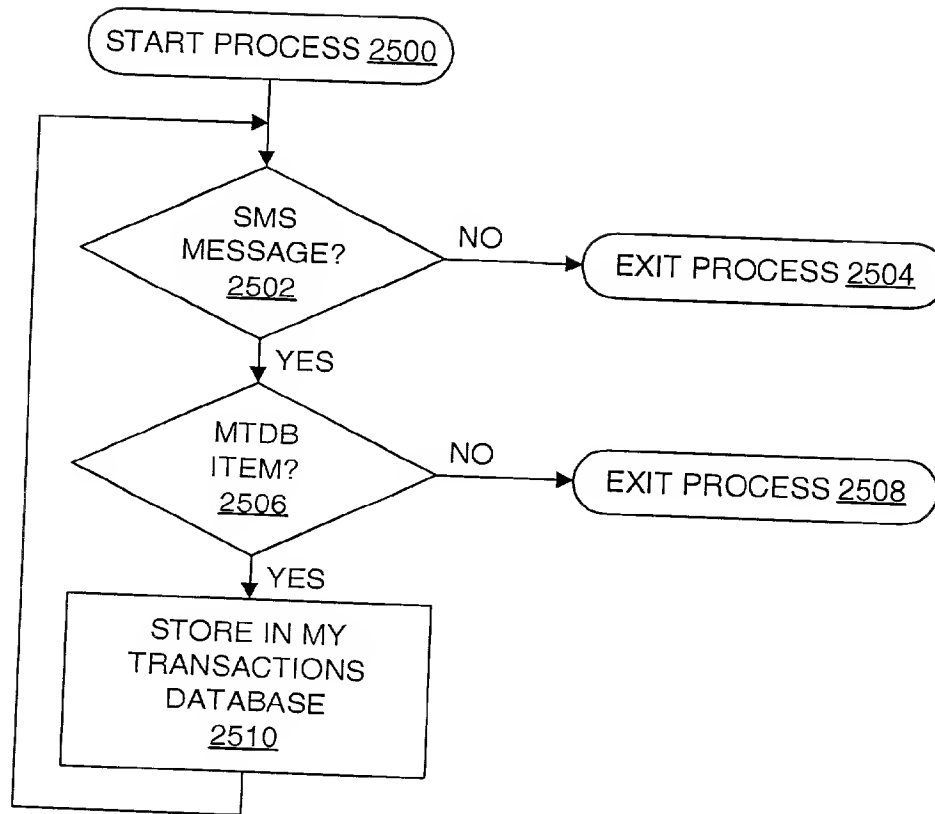 START PROCESS 2500
SMS
MESSAGE?
2502
NO
EXIT PROCESS 2504
YES
MTDB
ITEM?
2506
NO
EXIT PROCESS 2508
YES
STORE IN MY
TRANSACTIONS
DATABASE
2510